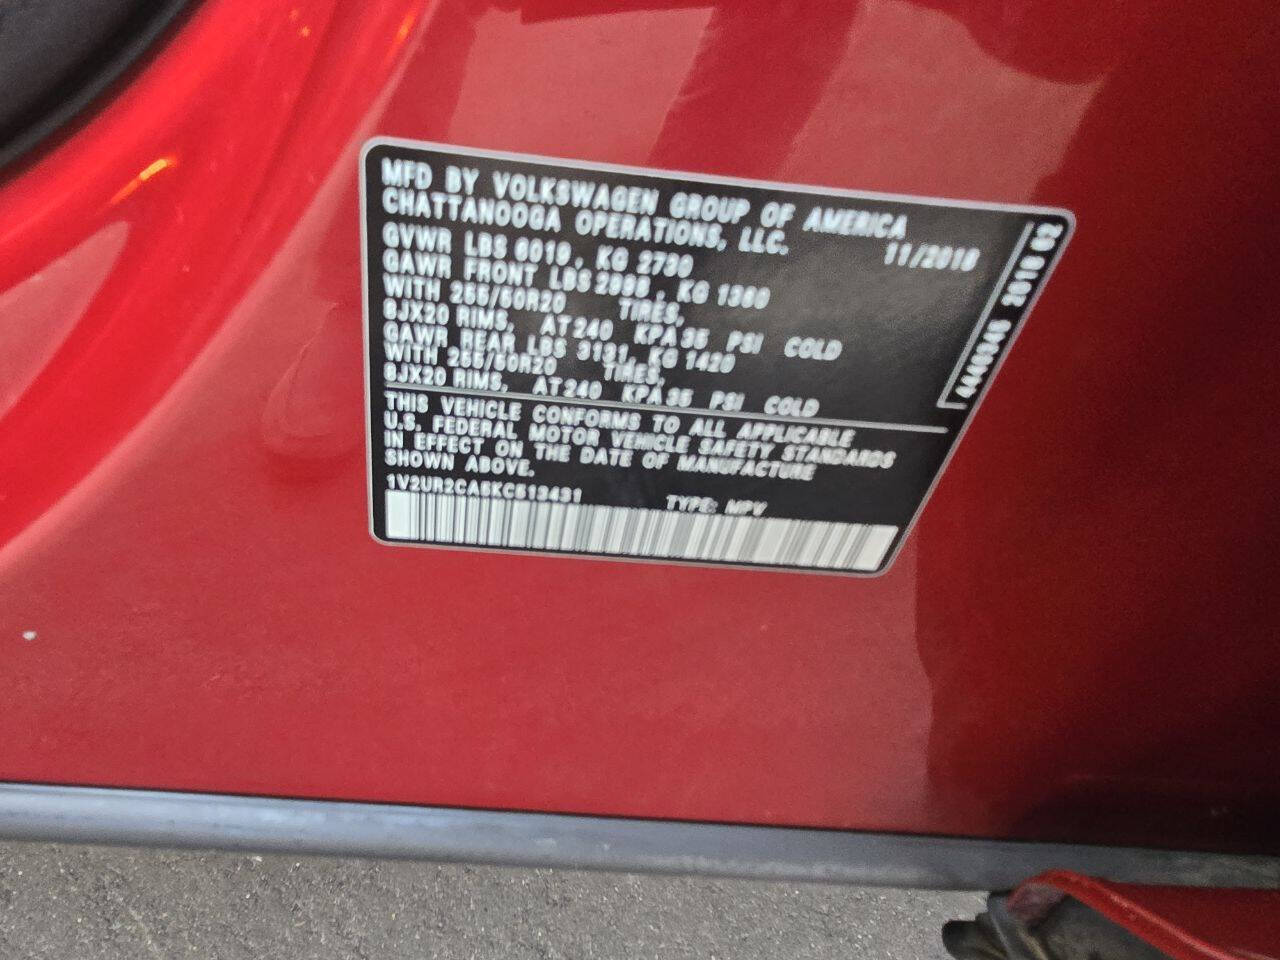 MFD BY VOLKSWAGEN GROUP OF AMERICA
CHATTANOOGA OPERATIONS, LLC. 11/2018
GVWR LBS 6019, KG 2730
GAWR FRONT LBS 2998, KG 1360
WITH 255/50R20 TIRES,
8JX20 RIMS, AT 240 KPA 35 PSI COLD
GAWR REAR LBS 3131, KG 1420
WITH 255/50R20 TIRES,
8JX20 RIMS, AT 240 KPA 35 PSI COLD
THIS VEHICLE CONFORMS TO ALL APPLICABLE
U.S. FEDERAL MOTOR VEHICLE SAFETY STANDARDS
IN EFFECT ON THE DATE OF MANUFACTURE
SHOWN ABOVE.
1V2UR2CA5KC513431 TYPE: MPV